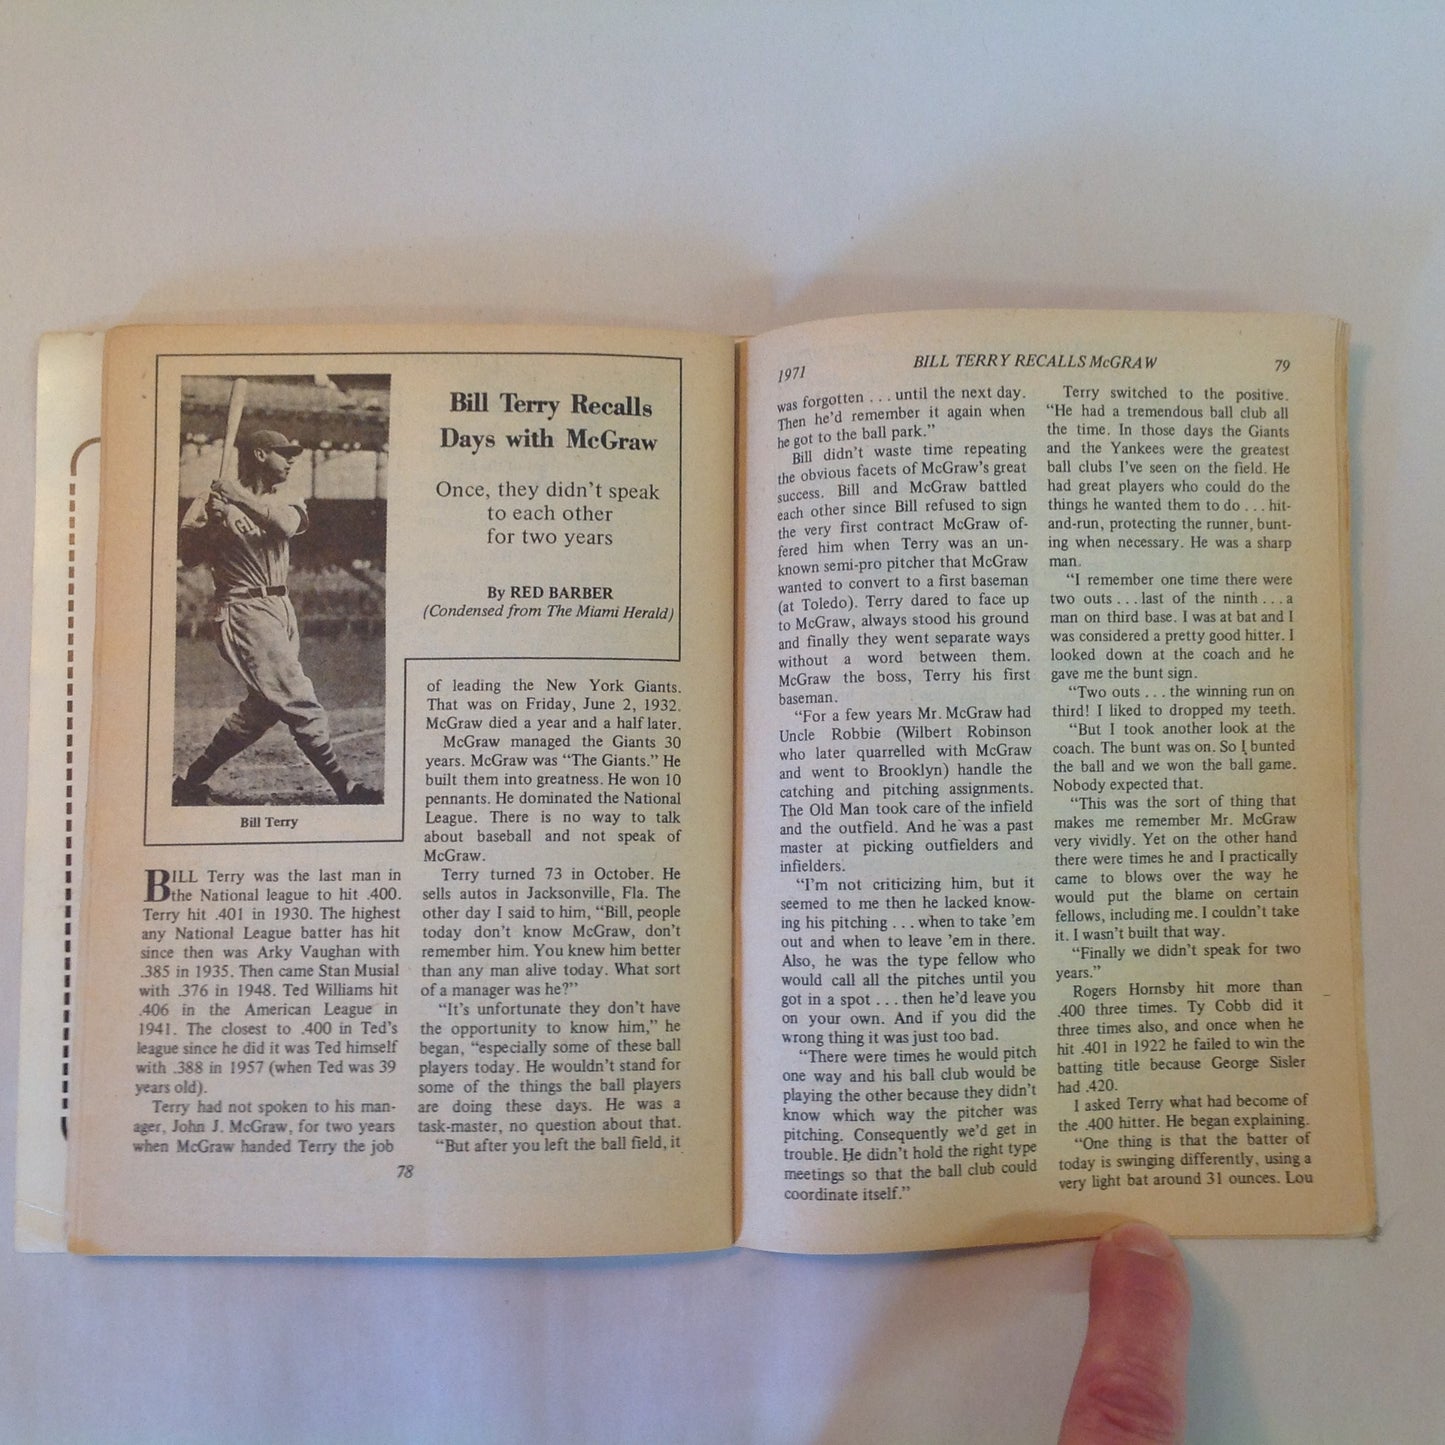 Bill Terry Recalls
Days with McGraw
Once, they didn't speak
to each other
for two years
By RED BARBER
(Condensed from The Miami Herald)
Bill Terry
BILL Terry was the last man in
the National league to hit .400.
Terry hit .401 in 1930. The highest
any National League batter has hit
since then was Arky Vaughan with
.385 in 1935. Then came Stan Musial
with .376 in 1948. Ted Williams hit
.406 in the American League in
1941. The closest to .400 in Ted's
league since he did it was Ted himself
with .388 in 1957 (when Ted was 39
years old).
Terry had not spoken to his man-
ager, John J. McGraw, for two years
when McGraw handed Terry the job
of leading the New York Giants.
That was on Friday, June 2, 1932.
McGraw died a year and a half later.
McGraw managed the Giants 30
years. McGraw was "The Giants." He
built them into greatness. He won 10
pennants. He dominated the National
League. There is no way to talk
about baseball and not speak of
McGraw.
Terry turned 73 in October. He
sells autos in Jacksonville, Fla. The
other day I said to him, "Bill, people
today don't know McGraw, don't
remember him. You knew him better
than any man alive today. What sort
of a manager was he?"
"It's unfortunate they don't have
the opportunity to know him," he
began, "especially some of these ball
players today. He wouldn't stand for
some of the things the ball players
are doing these days. He was a
task-master, no question about that.
"But after you left the ball field, it
78
1971
BILL TERRY RECALLS McGRAW
79
was forgotten . . . until the next day.
Then he'd remember it again when
he got to the ball park."
Bill didn't waste time repeating
the obvious facets of McGraw's great
success. Bill and McGraw battled
each other since Bill refused to sign
the very first contract McGraw of-
fered him when Terry was an un-
known semi-pro pitcher that McGraw
wanted to convert to a first baseman
(at Toledo). Terry dared to face up
to McGraw, always stood his ground
and finally they went separate ways
without a word between them.
McGraw the boss, Terry his first
baseman.
"For a few years Mr. McGraw had
Uncle Robbie (Wilbert Robinson
who later quarrelled with McGraw
and went to Brooklyn) handle the
catching and pitching assignments.
The Old Man took care of the infield
and the outfield. And he was a past
master at picking outfielders and
infielders.
"I'm not criticizing him, but it
seemed to me then he lacked know-
ing his pitching . . . when to take 'em
out and when to leave 'em in there.
Also, he was the type fellow who
would call all the pitches until you
got in a spot . . . then he'd leave you
on your own. And if you did the
wrong thing it was just too bad.
"There were times he would pitch
one way and his ball club would be
playing the other because they didn't
know which way the pitcher was
pitching. Consequently we'd get in
trouble. He didn't hold the right type
meetings so that the ball club could
coordinate itself."
Terry switched to the positive.
"He had a tremendous ball club all
the time. In those days the Giants
and the Yankees were the greatest
ball clubs I've seen on the field. He
had great players who could do the
things he wanted them to do . . . hit-
and-run, protecting the runner, bunt-
ing when necessary. He was a sharp
man.
"I remember one time there were
two outs . . . last of the ninth . . . a
man on third base. I was at bat and I
was considered a pretty good hitter. I
looked down at the coach and he
gave me the bunt sign.
"Two outs . . . the winning run on
third! I liked to dropped my teeth.
"But I took another look at the
coach. The bunt was on. So I bunted
the ball and we won the ball game.
Nobody expected that.
"This was the sort of thing that
makes me remember Mr. McGraw
very vividly. Yet on the other hand
there were times he and I practically
came to blows over the way he
would put the blame on certain
fellows, including me. I couldn't take
it. I wasn't built that way.
"Finally we didn't speak for two
years."
Rogers Hornsby hit more than
.400 three times. Ty Cobb did it
three times also, and once when he
hit .401 in 1922 he failed to win the
batting title because George Sisler
had .420.
I asked Terry what had become of
the .400 hitter. He began explaining.
"One thing is that the batter of
today is swinging differently, using a
very light bat around 31 ounces. Lou